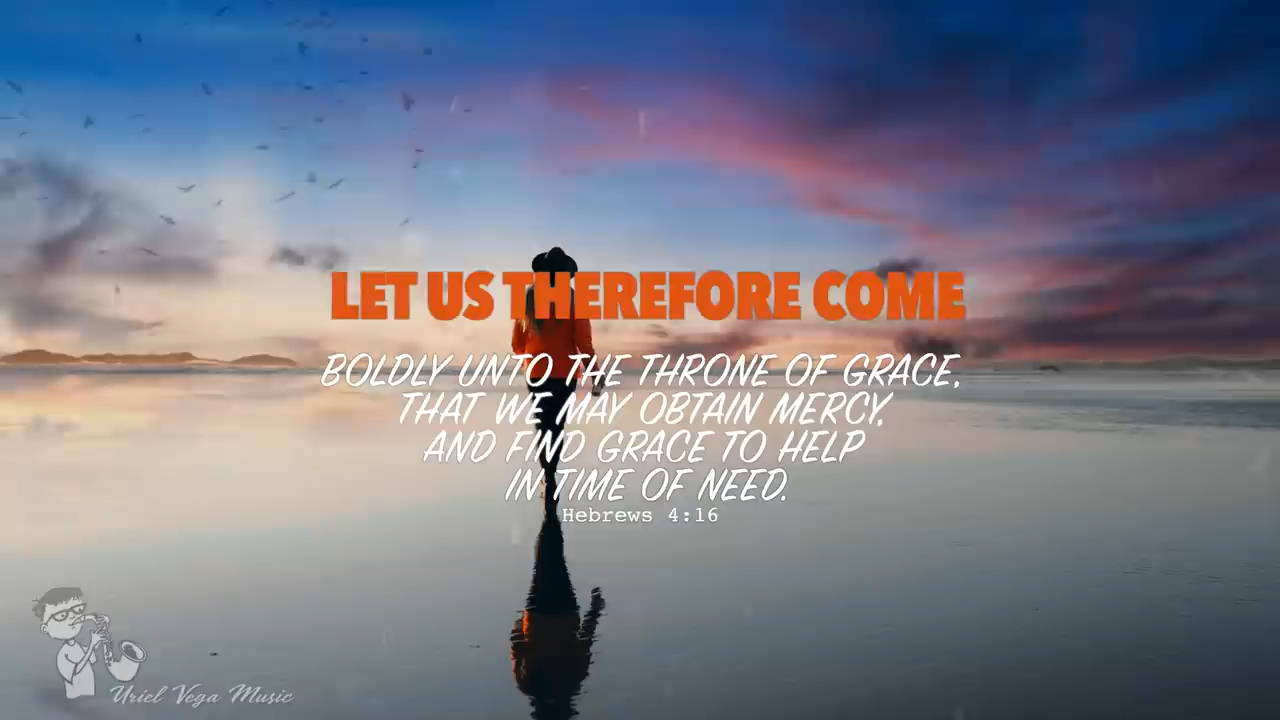 LET US THEREFORE COME
BOLDLY UNTO THE THRONE OF GRACE,
THAT WE MAY OBTAIN MERCY,
AND FIND GRACE TO HELP
IN TIME OF NEED.
Hebrews 4:16
Uriel Vega Music